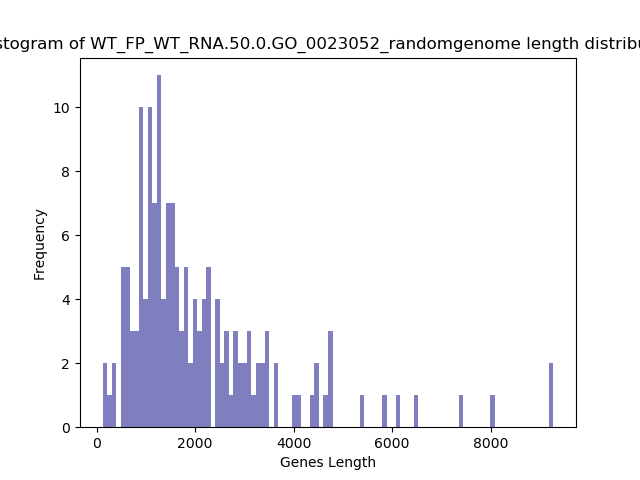 stogram of WT_FP_WT_RNA.50.0.GO_0023052_randomgenome length distribu
10
8
6
4
2
0
Frequency
0 2000 4000 6000 8000
Genes Length